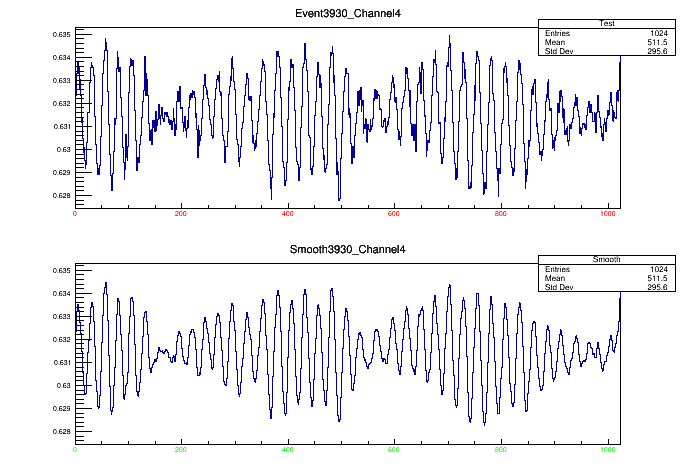 Event3930_Channel4
Test
Entries 1024
Mean 511.5
Std Dev 295.6
0.635
0.634
0.633
0.632
0.631
0.63
0.629
0.628
0 200 400 600 800 1000
Smooth3930_Channel4
Smooth
Entries 1024
Mean 511.5
Std Dev 295.6
0.635
0.634
0.633
0.632
0.631
0.63
0.629
0.628
0 200 400 600 800 1000